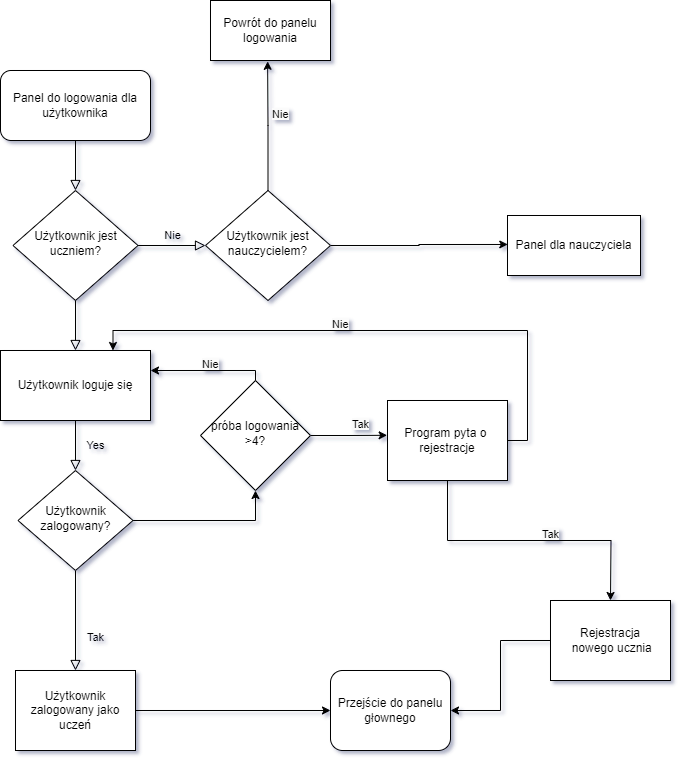 Powrót do panelu
logowania
Panel do logowania dla
użytkownika
Nie
Użytkownik jest
uczniem?
Nie
Użytkownik jest
nauczycielem?
Panel dla nauczyciela
Nie
Użytkownik loguje się
Nie
próba logowania
>4?
Tak
Program pyta o
rejestracje
Yes
Użytkownik
zalogowany?
Tak
Rejestracja
nowego ucznia
Tak
Użytkownik
zalogowany jako
uczeń
Przejście do panelu
głownego